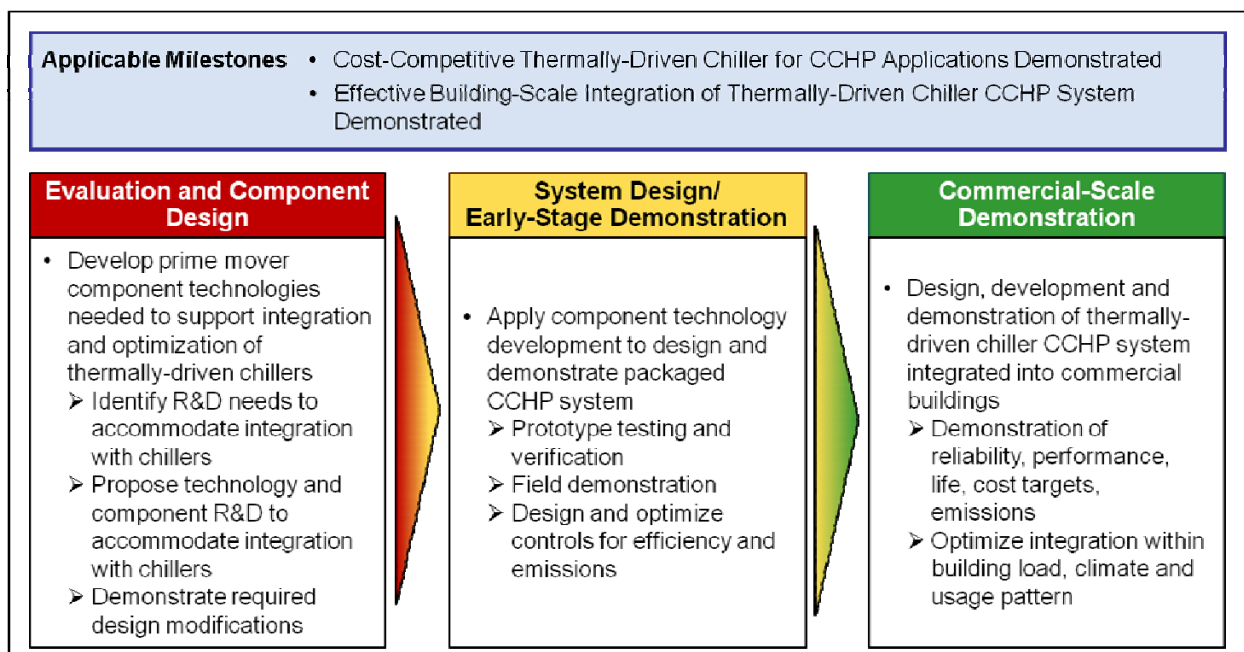 Applicable Milestones • Cost-Competitive Thermally-Driven Chiller for CCHP Applications Demonstrated
• Effective Building-Scale Integration of Thermally-Driven Chiller CCHP System
Demonstrated
Evaluation and Component
Design
• Develop prime mover
component technologies
needed to support integration
and optimization of
thermally-driven chillers
➢ Identify R&D needs to
accommodate integration
with chillers
➢ Propose technology and
component R&D to
accommodate integration
with chillers
➢ Demonstrate required
design modifications
System Design/
Early-Stage Demonstration
• Apply component technology
development to design and
demonstrate packaged
CCHP system
➢ Prototype testing and
verification
➢ Field demonstration
➢ Design and optimize
controls for efficiency and
emissions
Commercial-Scale
Demonstration
• Design, development and
demonstration of thermally-
driven chiller CCHP system
integrated into commercial
buildings
➢ Demonstration of
reliability, performance,
life, cost targets,
emissions
➢ Optimize integration within
building load, climate and
usage pattern